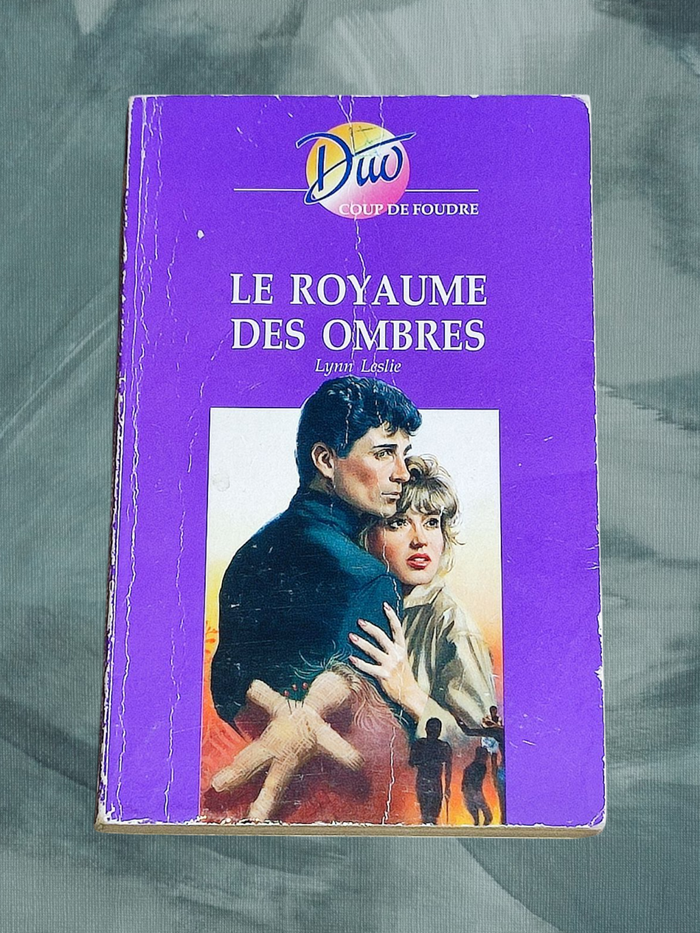 Duo
COUP DE FOUDRE
LE ROYAUME
DES OMBRES
Lynn Leslie